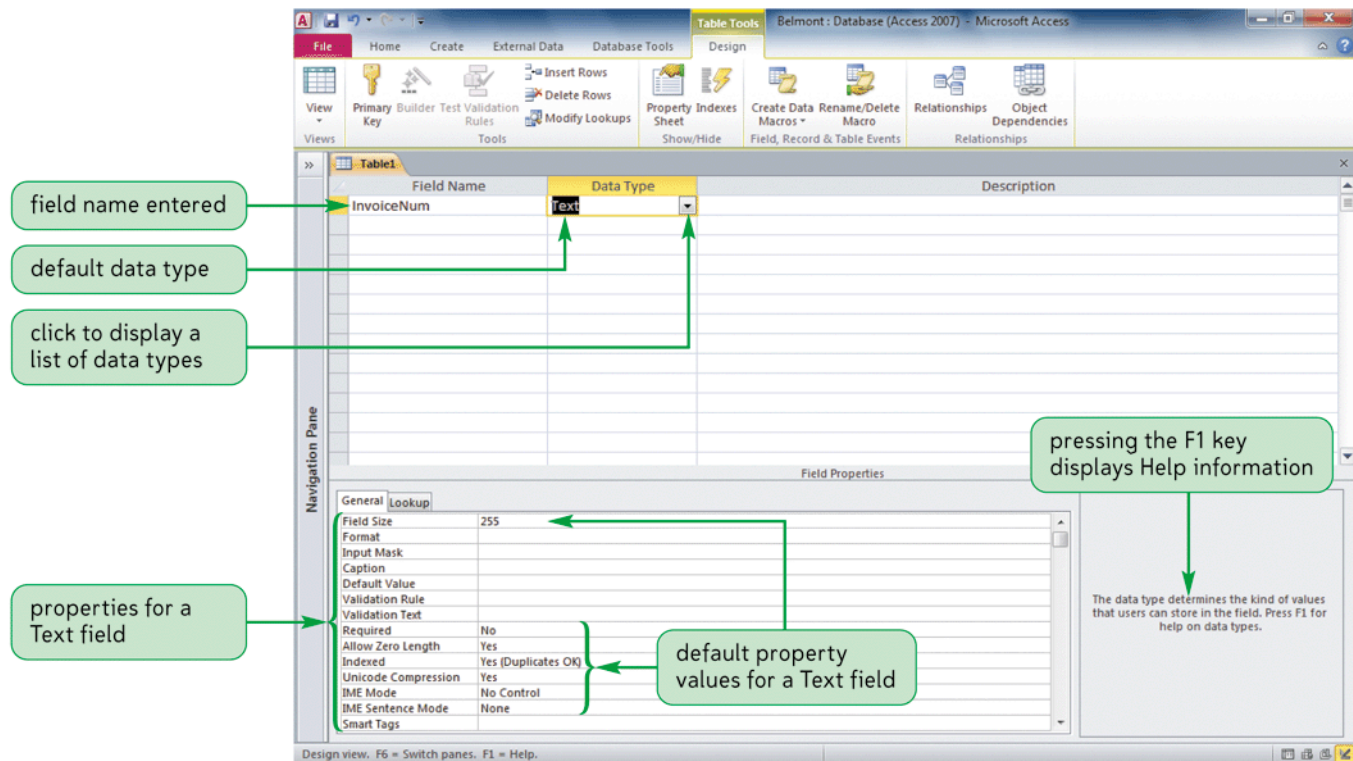 Table Tools
Belmont : Database (Access 2007) - Microsoft Access
File Home Create External Data Database Tools Design
View
Views
Primary Key
Builder
Test Validation Rules
Insert Rows
Delete Rows
Modify Lookups
Tools
Property Sheet
Indexes
Show/Hide
Create Data Macros
Rename/Delete Macro
Field, Record & Table Events
Relationships
Object Dependencies
Relationships
Table1
Field Name Data Type Description
InvoiceNum Text
field name entered
default data type
click to display a
list of data types
Navigation Pane
pressing the F1 key
displays Help information
Field Properties
General Lookup
Field Size 255
Format
Input Mask
Caption
Default Value
Validation Rule
Validation Text
Required No
Allow Zero Length Yes
Indexed Yes (Duplicates OK)
Unicode Compression Yes
IME Mode No Control
IME Sentence Mode None
Smart Tags
properties for a
Text field
default property
values for a Text field
The data type determines the kind of values
that users can store in the field. Press F1 for
help on data types.
Design view. F6 = Switch panes. F1 = Help.